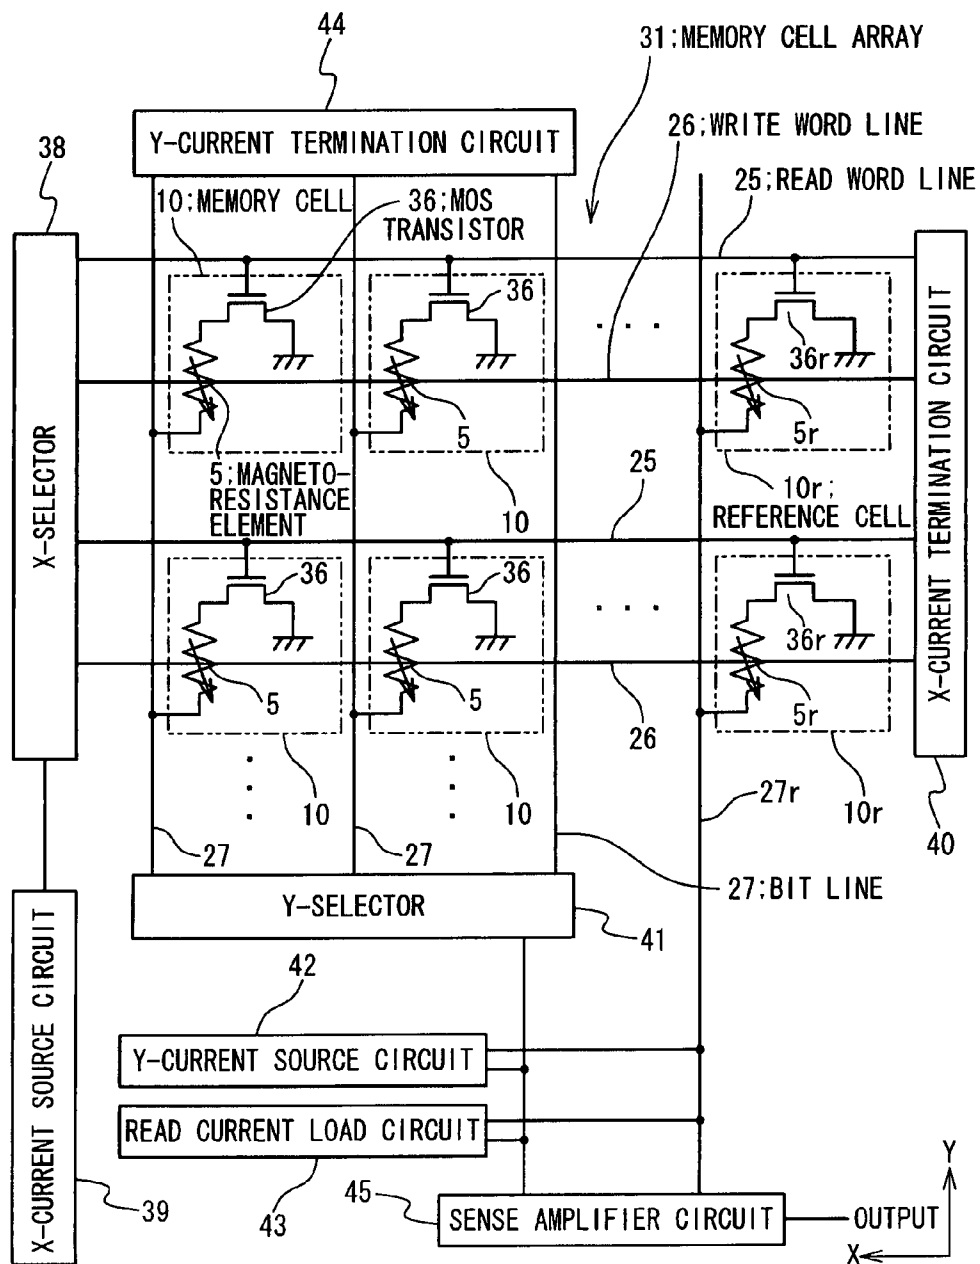 44
31;MEMORY CELL ARRAY
Y-CURRENT TERMINATION CIRCUIT
26;WRITE WORD LINE
38
10;MEMORY CELL
36;MOS
TRANSISTOR
25;READ WORD LINE
X-SELECTOR
36
. . .
36r
5
5r
5;MAGNETO-
RESISTANCE
ELEMENT
10
25
10r;
REFERENCE CELL
X-CURRENT TERMINATION CIRCUIT
36
36
. . .
36r
5
5
5r
26
10
10
10r
27r
40
27
27
27;BIT LINE
Y-SELECTOR
41
X-CURRENT SOURCE CIRCUIT
42
Y-CURRENT SOURCE CIRCUIT
READ CURRENT LOAD CIRCUIT
39
43
45
SENSE AMPLIFIER CIRCUIT
OUTPUT
Y
X